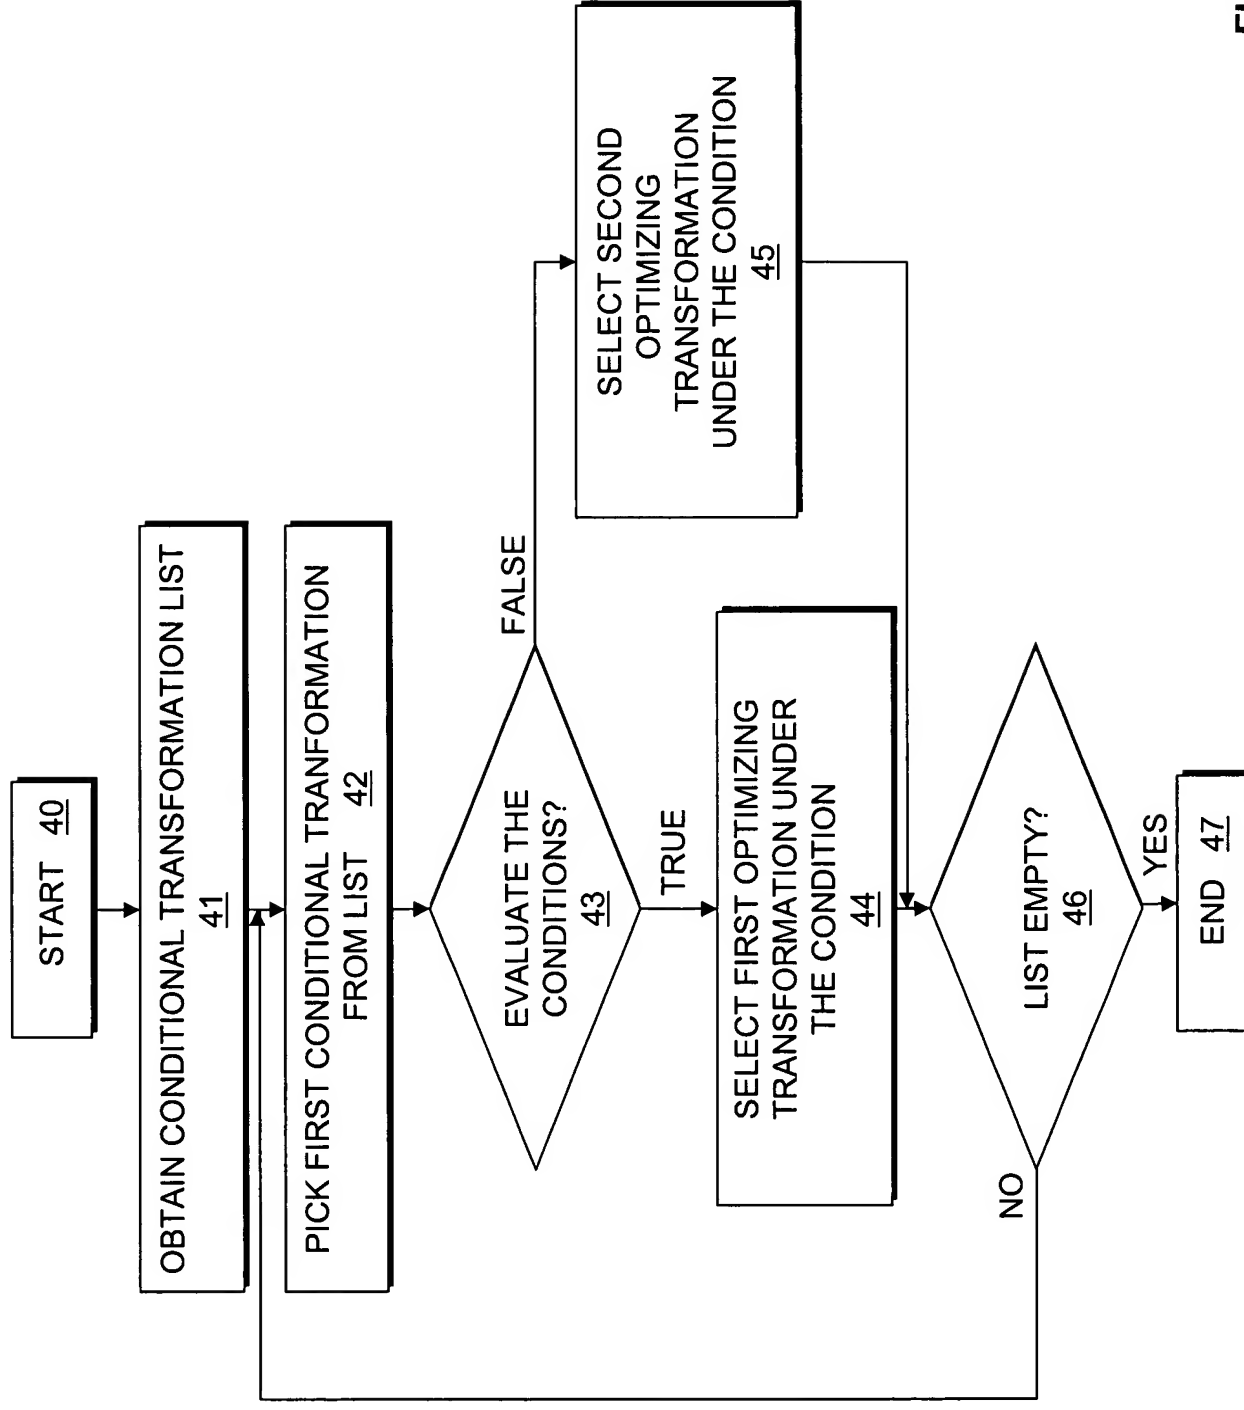 START 40
OBTAIN CONDITIONAL TRANSFORMATION LIST
41
PICK FIRST CONDITIONAL TRANFORMATION
FROM LIST 42
EVALUATE THE
CONDITIONS?
43
FALSE
TRUE
SELECT SECOND
OPTIMIZING
TRANSFORMATION
UNDER THE CONDITION
45
SELECT FIRST OPTIMIZING
TRANSFORMATION UNDER
THE CONDITION
44
LIST EMPTY?
46
NO
YES
END 47